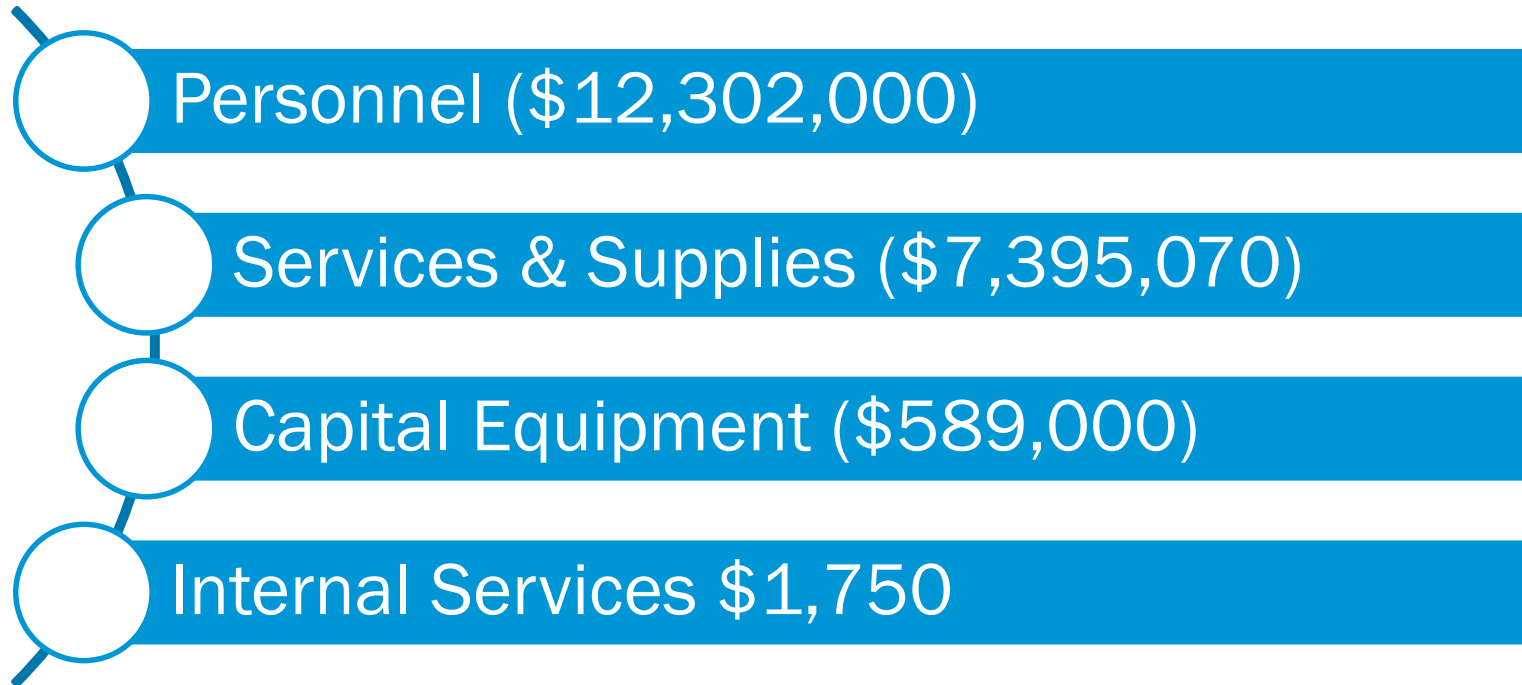 Personnel ($12,302,000)
Services & Supplies ($7,395,070)
Capital Equipment ($589,000)
Internal Services $1,750